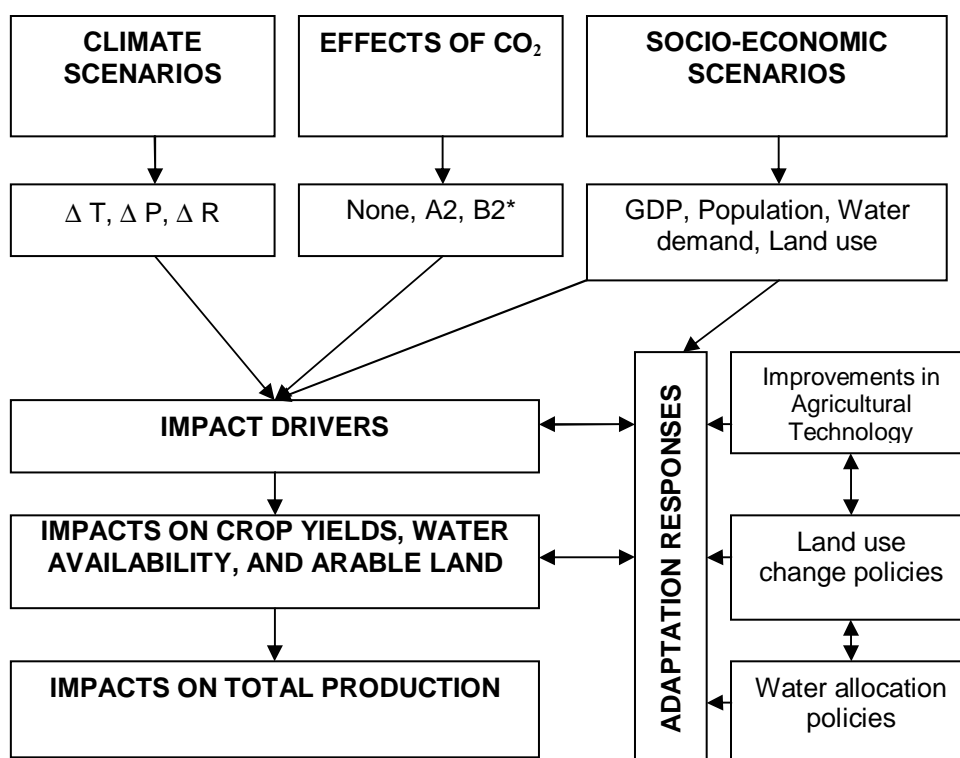 CLIMATE
SCENARIOS
EFFECTS OF CO₂
SOCIO-ECONOMIC
SCENARIOS
Δ T, Δ P, Δ R
None, A2, B2*
GDP, Population, Water
demand, Land use
IMPACT DRIVERS
ADAPTATION RESPONSES
Improvements in
Agricultural
Technology
IMPACTS ON CROP YIELDS, WATER
AVAILABILITY, AND ARABLE LAND
Land use
change policies
IMPACTS ON TOTAL PRODUCTION
Water allocation
policies